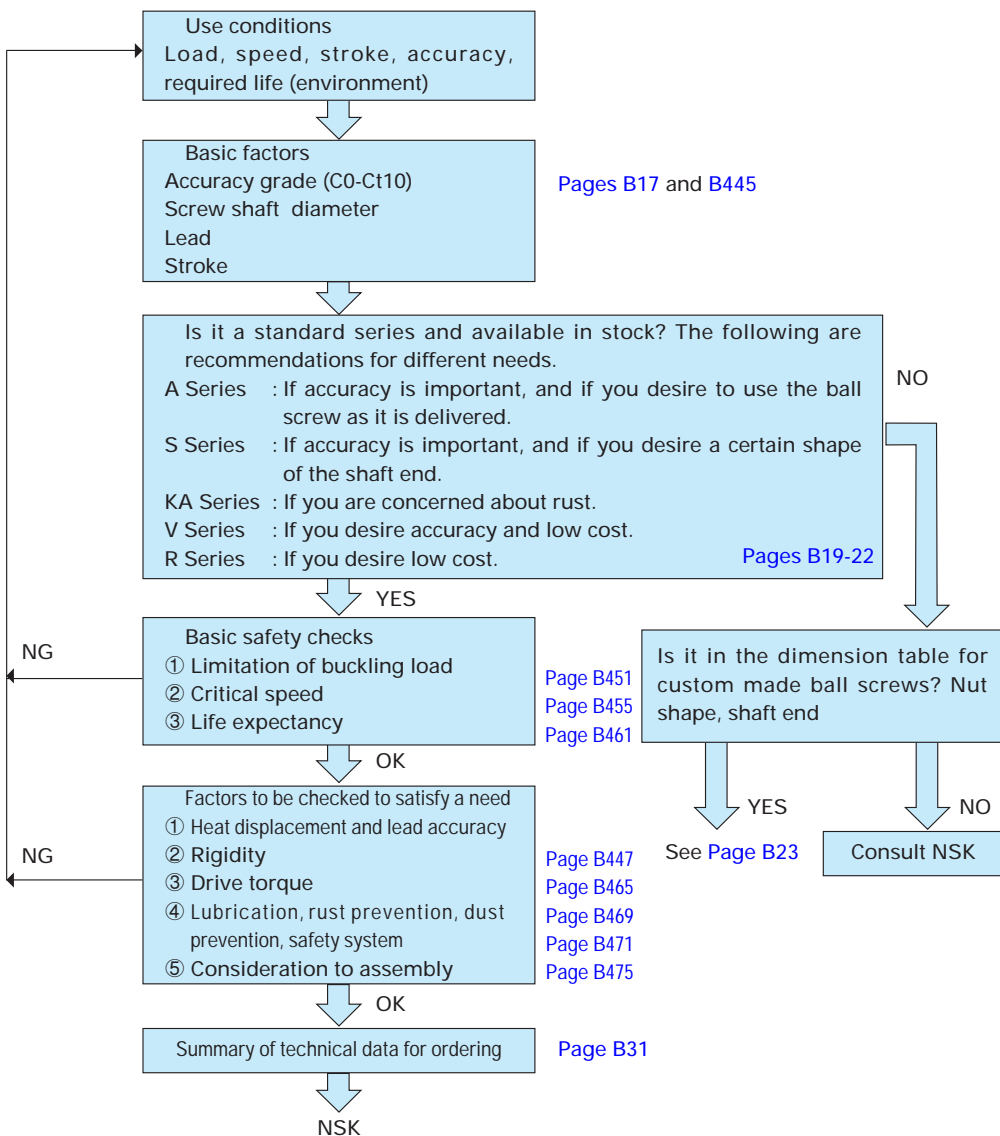 Use conditions
Load, speed, stroke, accuracy,
required life (environment)
Basic factors
Accuracy grade (C0-Ct10)
Screw shaft diameter
Lead
Stroke
Pages B17 and B445
Is it a standard series and available in stock? The following are
recommendations for different needs.
A Series : If accuracy is important, and if you desire to use the ball
screw as it is delivered.
S Series : If accuracy is important, and if you desire a certain shape
of the shaft end.
KA Series : If you are concerned about rust.
V Series : If you desire accuracy and low cost.
R Series : If you desire low cost.
Pages B19-22
NO
YES
Basic safety checks
① Limitation of buckling load
② Critical speed
③ Life expectancy
NG
Page B451
Page B455
Page B461
Is it in the dimension table for
custom made ball screws? Nut
shape, shaft end
OK
YES
NO
See Page B23
Consult NSK
Factors to be checked to satisfy a need
① Heat displacement and lead accuracy
② Rigidity
③ Drive torque
④ Lubrication, rust prevention, dust
prevention, safety system
⑤ Consideration to assembly
NG
Page B447
Page B465
Page B469
Page B471
Page B475
OK
Summary of technical data for ordering
Page B31
NSK